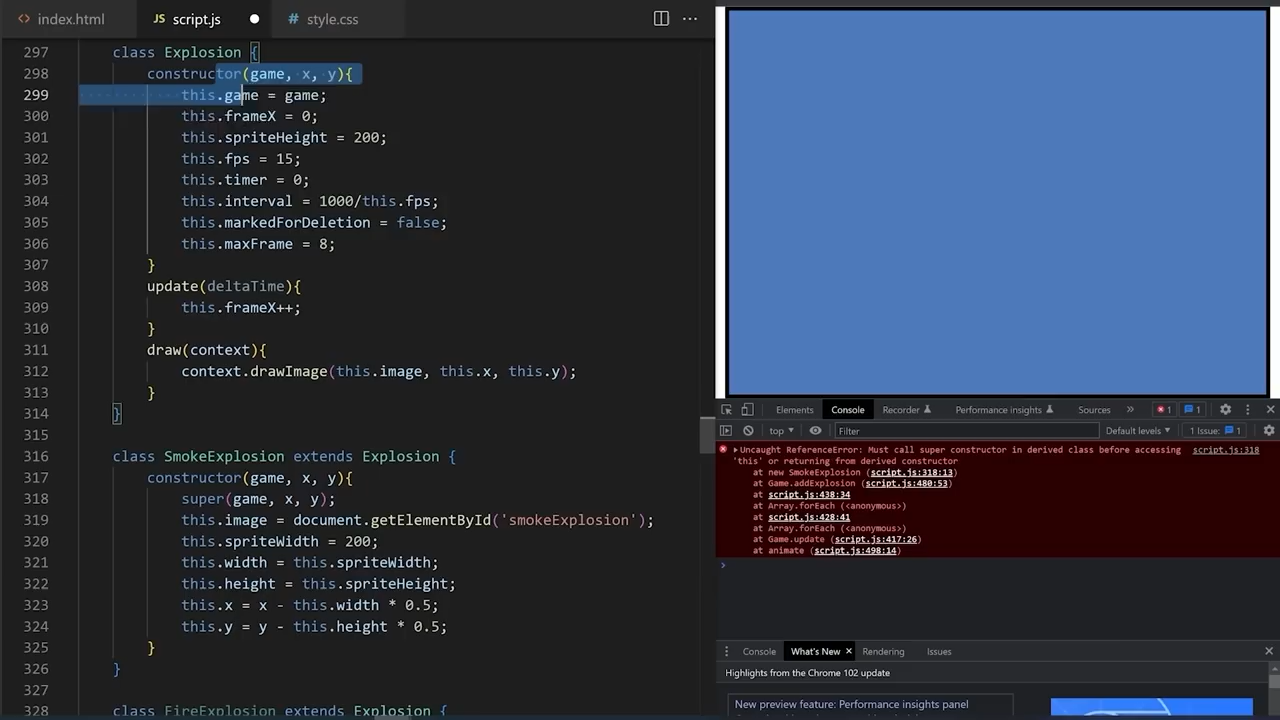 <> index.html
JS script.js
# style.css
297 class Explosion {
298 constructor(game, x, y){
299 this.game = game;
300 this.frameX = 0;
301 this.spriteHeight = 200;
302 this.fps = 15;
303 this.timer = 0;
304 this.interval = 1000/this.fps;
305 this.markedForDeletion = false;
306 this.maxFrame = 8;
307 }
308 update(deltaTime){
309 this.frameX++;
310 }
311 draw(context){
312 context.drawImage(this.image, this.x, this.y);
313 }
314 }
315
316 class SmokeExplosion extends Explosion {
317 constructor(game, x, y){
318 super(game, x, y);
319 this.image = document.getElementById('smokeExplosion');
320 this.spriteWidth = 200;
321 this.width = this.spriteWidth;
322 this.height = this.spriteHeight;
323 this.x = x - this.width * 0.5;
324 this.y = y - this.height * 0.5;
325 }
326 }
327
328 class FireExplosion extends Explosion {
Elements Console Recorder Performance insights Sources » 1 1
top ▾ Filter Default levels ▾ 1 Issue: 1
Uncaught ReferenceError: Must call super constructor in derived class before accessing script.js:318
'this' or returning from derived constructor
at new SmokeExplosion (script.js:318:13)
at Game.addExplosion (script.js:480:53)
at script.js:438:34
at Array.forEach (<anonymous>)
at script.js:428:41
at Array.forEach (<anonymous>)
at Game.update (script.js:417:26)
at animate (script.js:498:14)
Console What's New × Rendering Issues
Highlights from the Chrome 102 update
New preview feature: Performance insights panel